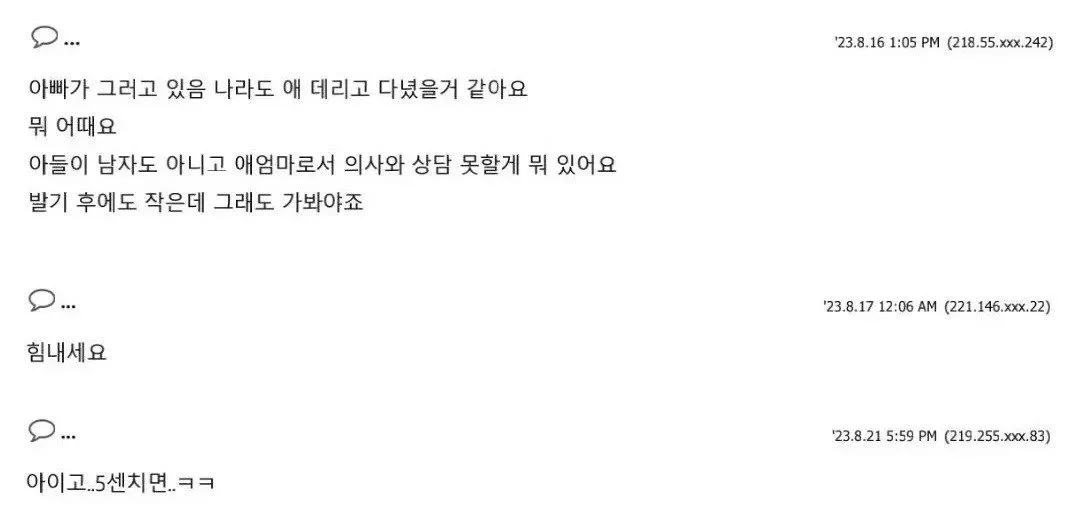 ... '23.8.16 1:05 PM (218.55.xxx.242)
아빠가 그러고 있음 나라도 애 데리고 다녔을거 같아요
뭐 어때요
아들이 남자도 아니고 애엄마로서 의사와 상담 못할게 뭐 있어요
발기 후에도 작은데 그래도 가봐야죠
... '23.8.17 12:06 AM (221.146.xxx.22)
힘내세요
... '23.8.21 5:59 PM (219.255.xxx.83)
아이고..5센치면..ㅋㅋ